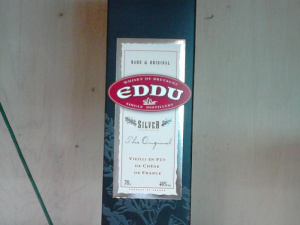 RARE & ORIGINAL
WHISKY DE BRETAGNE
EDDU
SINGLE DISTILLERY
SILVER
The Original
VIEILLI EN FUT
DE CHÊNE
DE FRANCE
70cl 40%